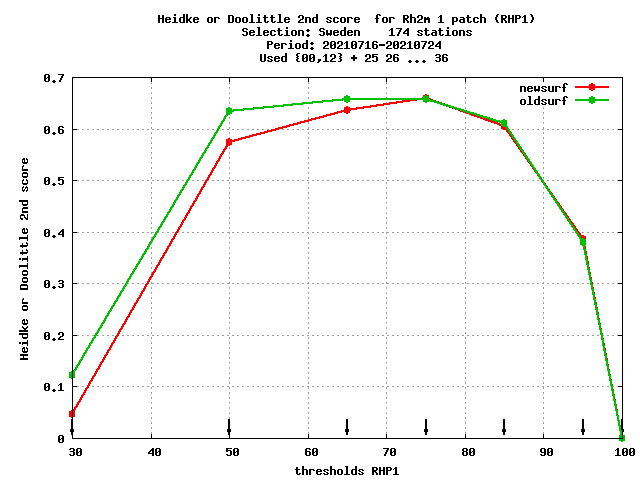 Heidke or Doolittle 2nd score  for Rh2m 1 patch (RHP1)
Selection: Sweden    174 stations
Period: 20210716-20210724
Used {00,12} + 25 26 ... 36
newsurf
oldsurf
Heidke or Doolittle 2nd score
0.7
0.6
0.5
0.4
0.3
0.2
0.1
0
30 40 50 60 70 80 90 100
thresholds RHP1